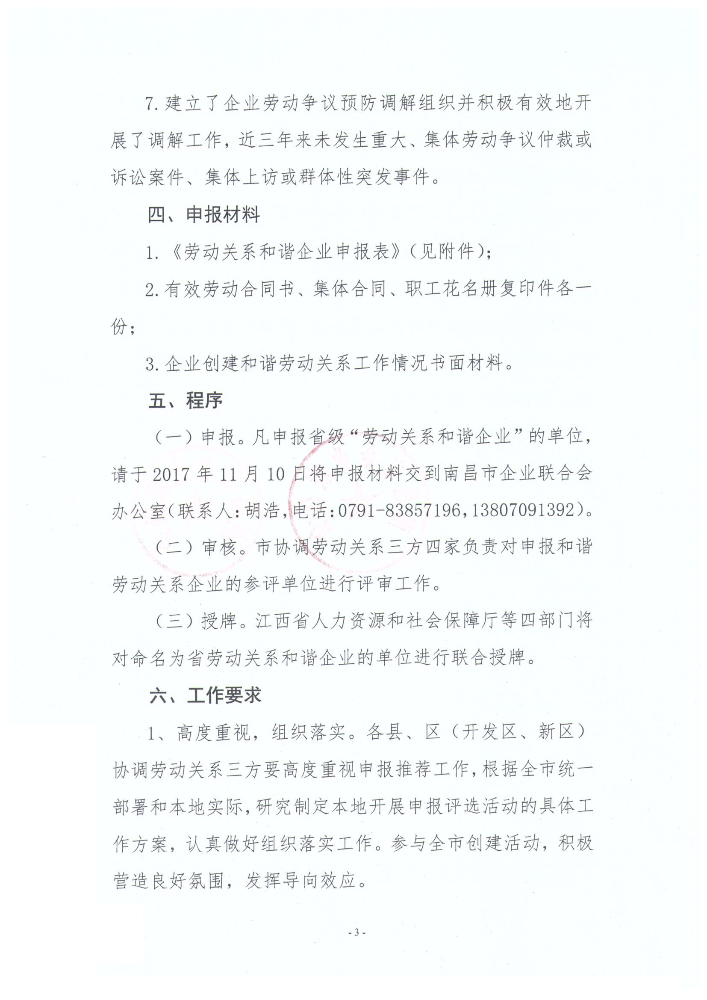 7. 建立了企业劳动争议预防调解组织并积极有效地开
展了调解工作，近三年来未发生重大、集体劳动争议仲裁或
诉讼案件、集体上访或群体性突发事件。
四、申报材料
1. 《劳动关系和谐企业申报表》（见附件）；
2. 有效劳动合同书、集体合同、职工花名册复印件各一
份；
3. 企业创建和谐劳动关系工作情况书面材料。
五、程序
（一）申报。凡申报省级“劳动关系和谐企业”的单位，
请于 2017 年 11 月 10 日将申报材料交到南昌市企业联合会
办公室（联系人：胡浩，电话：0791-83857196，13807091392）。
（二）审核。市协调劳动关系三方四家负责对申报和谐
劳动关系企业的参评单位进行评审工作。
（三）授牌。江西省人力资源和社会保障厅等四部门将
对命名为省劳动关系和谐企业的单位进行联合授牌。
六、工作要求
1、高度重视，组织落实。各县、区（开发区、新区）
协调劳动关系三方要高度重视申报推荐工作，根据全市统一
部署和本地实际，研究制定本地开展申报评选活动的具体工
作方案，认真做好组织落实工作。参与全市创建活动，积极
营造良好氛围，发挥导向效应。
- 3 -